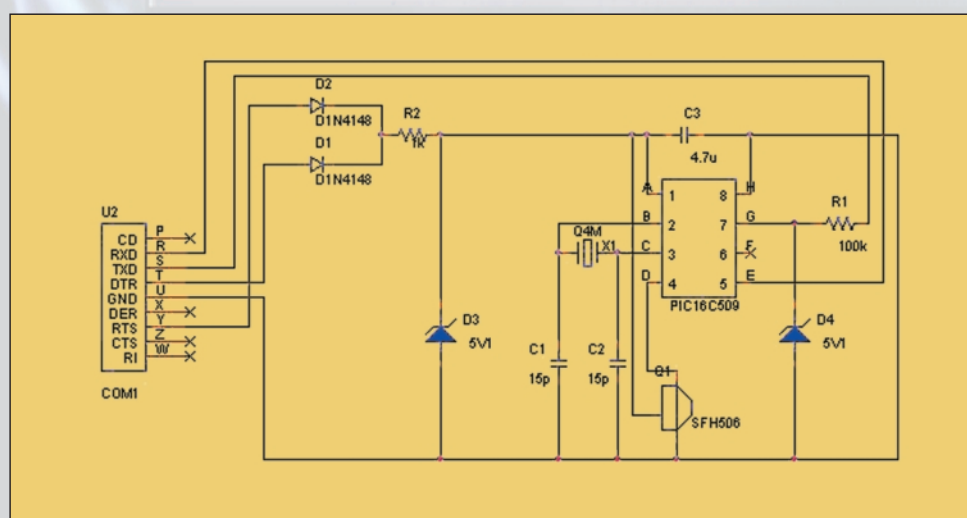 D2
D1N4148
R2
1k
D1
D1N4148
C3
4.7u
A 1 8 H
B 2 7 G
R1
100k
Q4M
X1
C 3 6 F
D 4 5 E
PIC16C509
U2
CD P
RXD R
TXD S
DTR T
GND U
DER X
RTS Y
CTS Z
RI W
COM1
D3
5V1
C1
15p
C2
15p
Q1
SFH506
D4
5V1